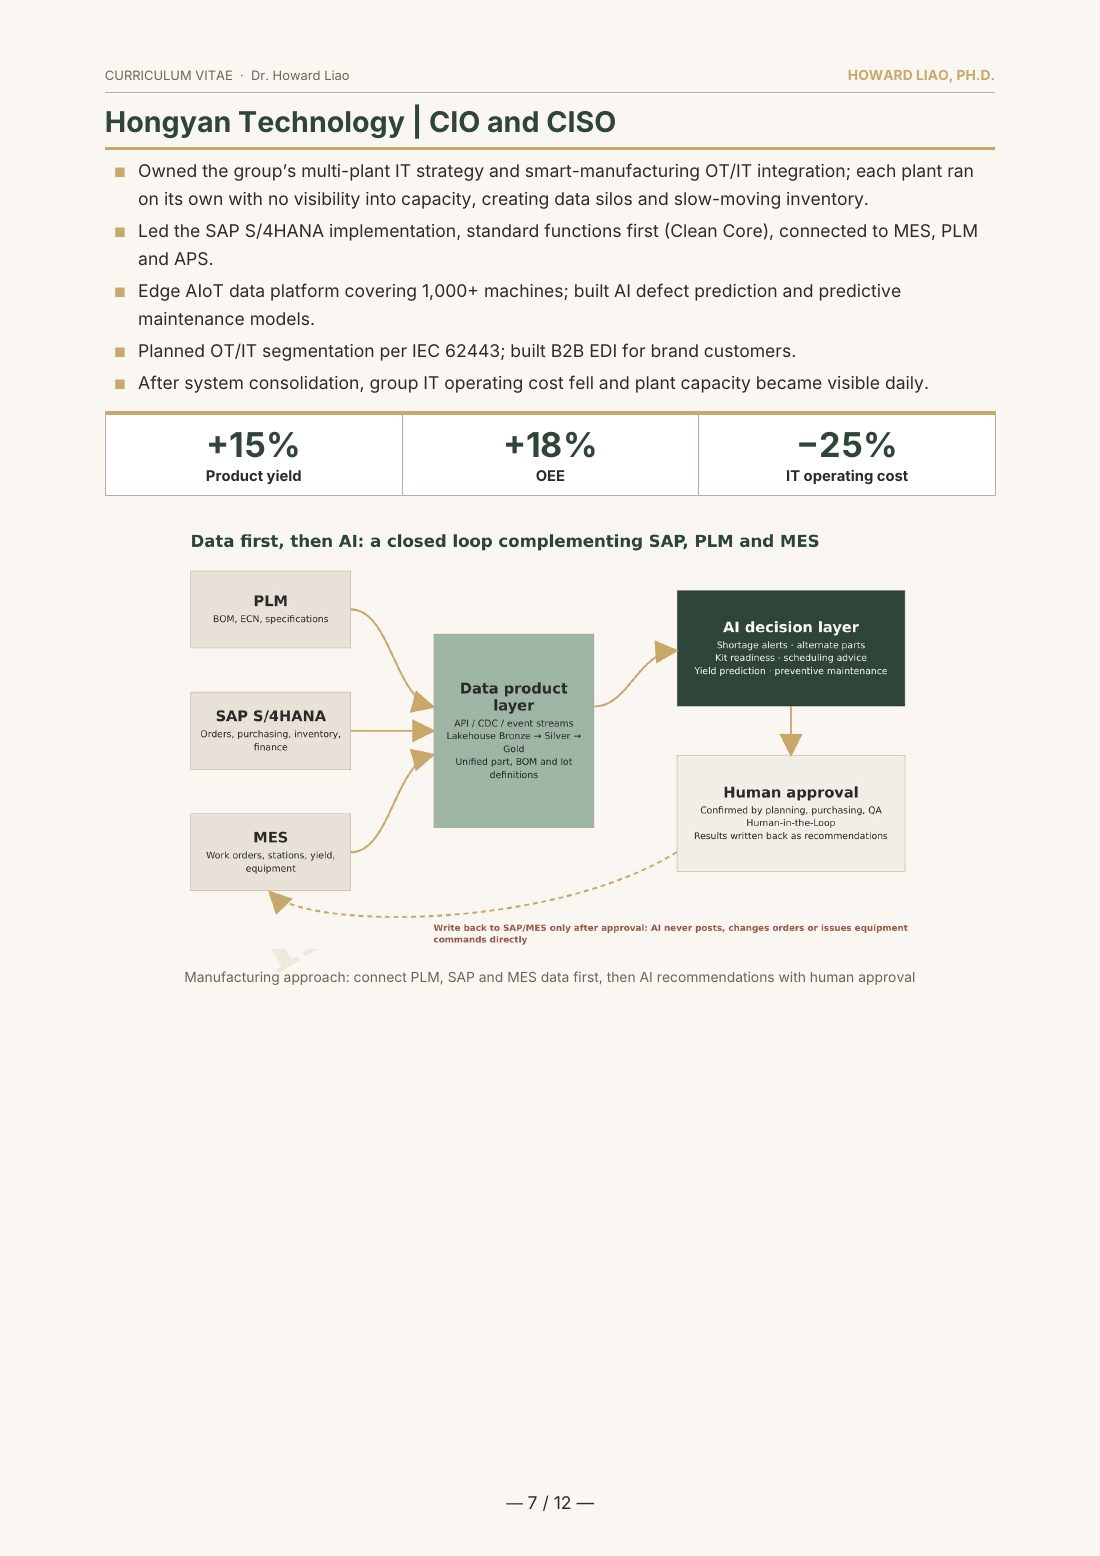 CURRICULUM VITAE · Dr. Howard Liao
HOWARD LIAO, PH.D.
Hongyan Technology | CIO and CISO
■ Owned the group’s multi-plant IT strategy and smart-manufacturing OT/IT integration; each plant ran
on its own with no visibility into capacity, creating data silos and slow-moving inventory.
■ Led the SAP S/4HANA implementation, standard functions first (Clean Core), connected to MES, PLM
and APS.
■ Edge AIoT data platform covering 1,000+ machines; built AI defect prediction and predictive
maintenance models.
■ Planned OT/IT segmentation per IEC 62443; built B2B EDI for brand customers.
■ After system consolidation, group IT operating cost fell and plant capacity became visible daily.
+15%
Product yield
+18%
OEE
−25%
IT operating cost
Data first, then AI: a closed loop complementing SAP, PLM and MES
PLM
BOM, ECN, specifications
SAP S/4HANA
Orders, purchasing, inventory,
finance
MES
Work orders, stations, yield,
equipment
Data product
layer
API / CDC / event streams
Lakehouse Bronze → Silver →
Gold
Unified part, BOM and lot
definitions
AI decision layer
Shortage alerts · alternate parts
Kit readiness · scheduling advice
Yield prediction · preventive maintenance
Human approval
Confirmed by planning, purchasing, QA
Human-in-the-Loop
Results written back as recommendations
Write back to SAP/MES only after approval: AI never posts, changes orders or issues equipment
commands directly
Manufacturing approach: connect PLM, SAP and MES data first, then AI recommendations with human approval
— 7 / 12 —